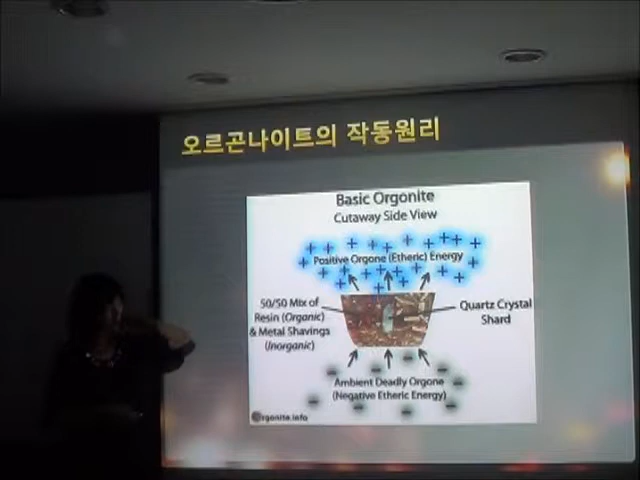 오르곤나이트의 작동원리
Basic Orgonite
Cutaway Side View
Positive Orgone (Etheric) Energy
50/50 Mix of
Resin (Organic)
& Metal Shavings
(Inorganic)
Quartz Crystal
Shard
Ambient Deadly Orgone
(Negative Etheric Energy)
Orgonite.info